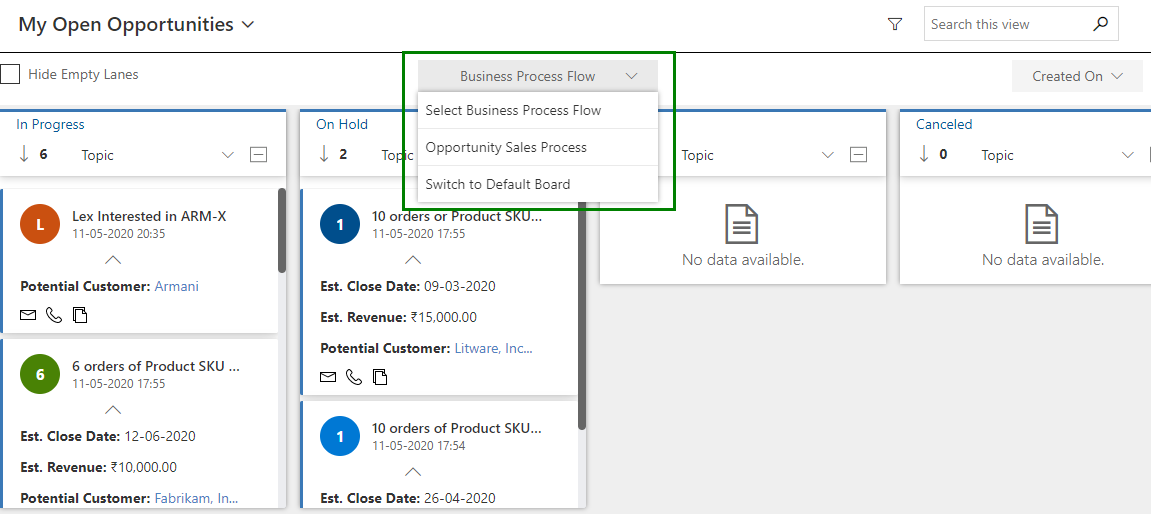 My Open Opportunities
Search this view
Hide Empty Lanes
Business Process Flow
Created On
Select Business Process Flow
Opportunity Sales Process
Switch to Default Board
In Progress
6 Topic
Lex Interested in ARM-X
L
11-05-2020 20:35
Potential Customer: Armani
6 orders of Product SKU ...
6
11-05-2020 17:55
Est. Close Date: 12-06-2020
Est. Revenue: ₹10,000.00
Potential Customer: Fabrikam, In...
On Hold
2 Topic
10 orders or Product SKU...
1
11-05-2020 17:55
Est. Close Date: 09-03-2020
Est. Revenue: ₹15,000.00
Potential Customer: Litware, Inc...
10 orders of Product SKU...
1
11-05-2020 17:54
Est. Close Date: 26-04-2020
Topic
No data available.
Canceled
0 Topic
No data available.